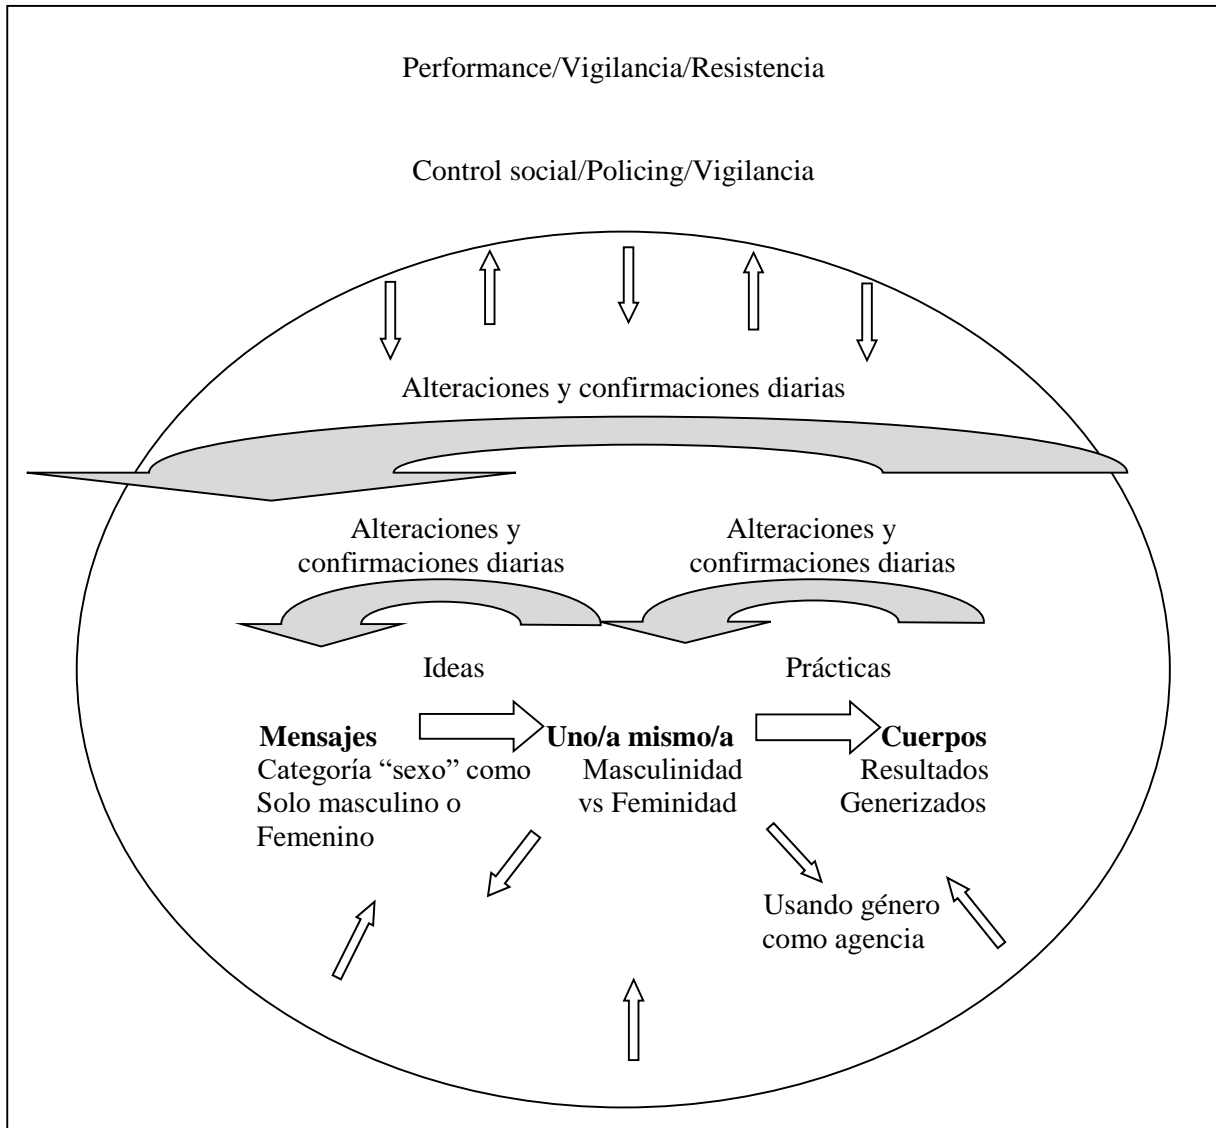 Performance/Vigilancia/Resistencia
Control social/Policing/Vigilancia
Alteraciones y confirmaciones diarias
Alteraciones y
confirmaciones diarias
Alteraciones y
confirmaciones diarias
Ideas
Prácticas
Mensajes
Categoría “sexo” como
Solo masculino o
Femenino
Uno/a mismo/a
Masculinidad
vs Feminidad
Cuerpos
Resultados
Generizados
Usando género
como agencia